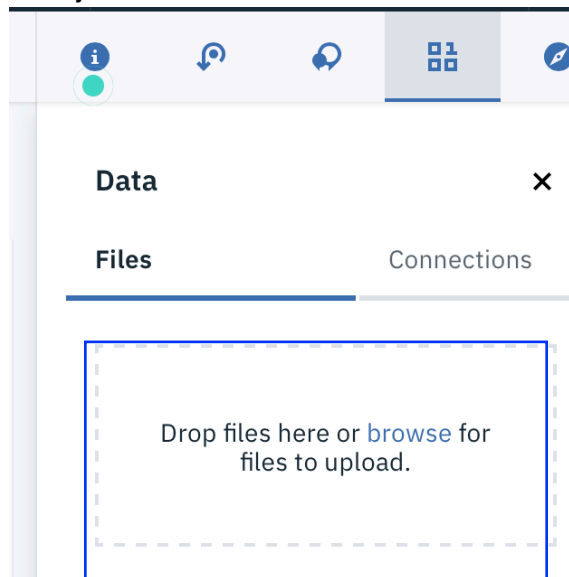 Data
Files
Connections
Drop files here or browse for
files to upload.